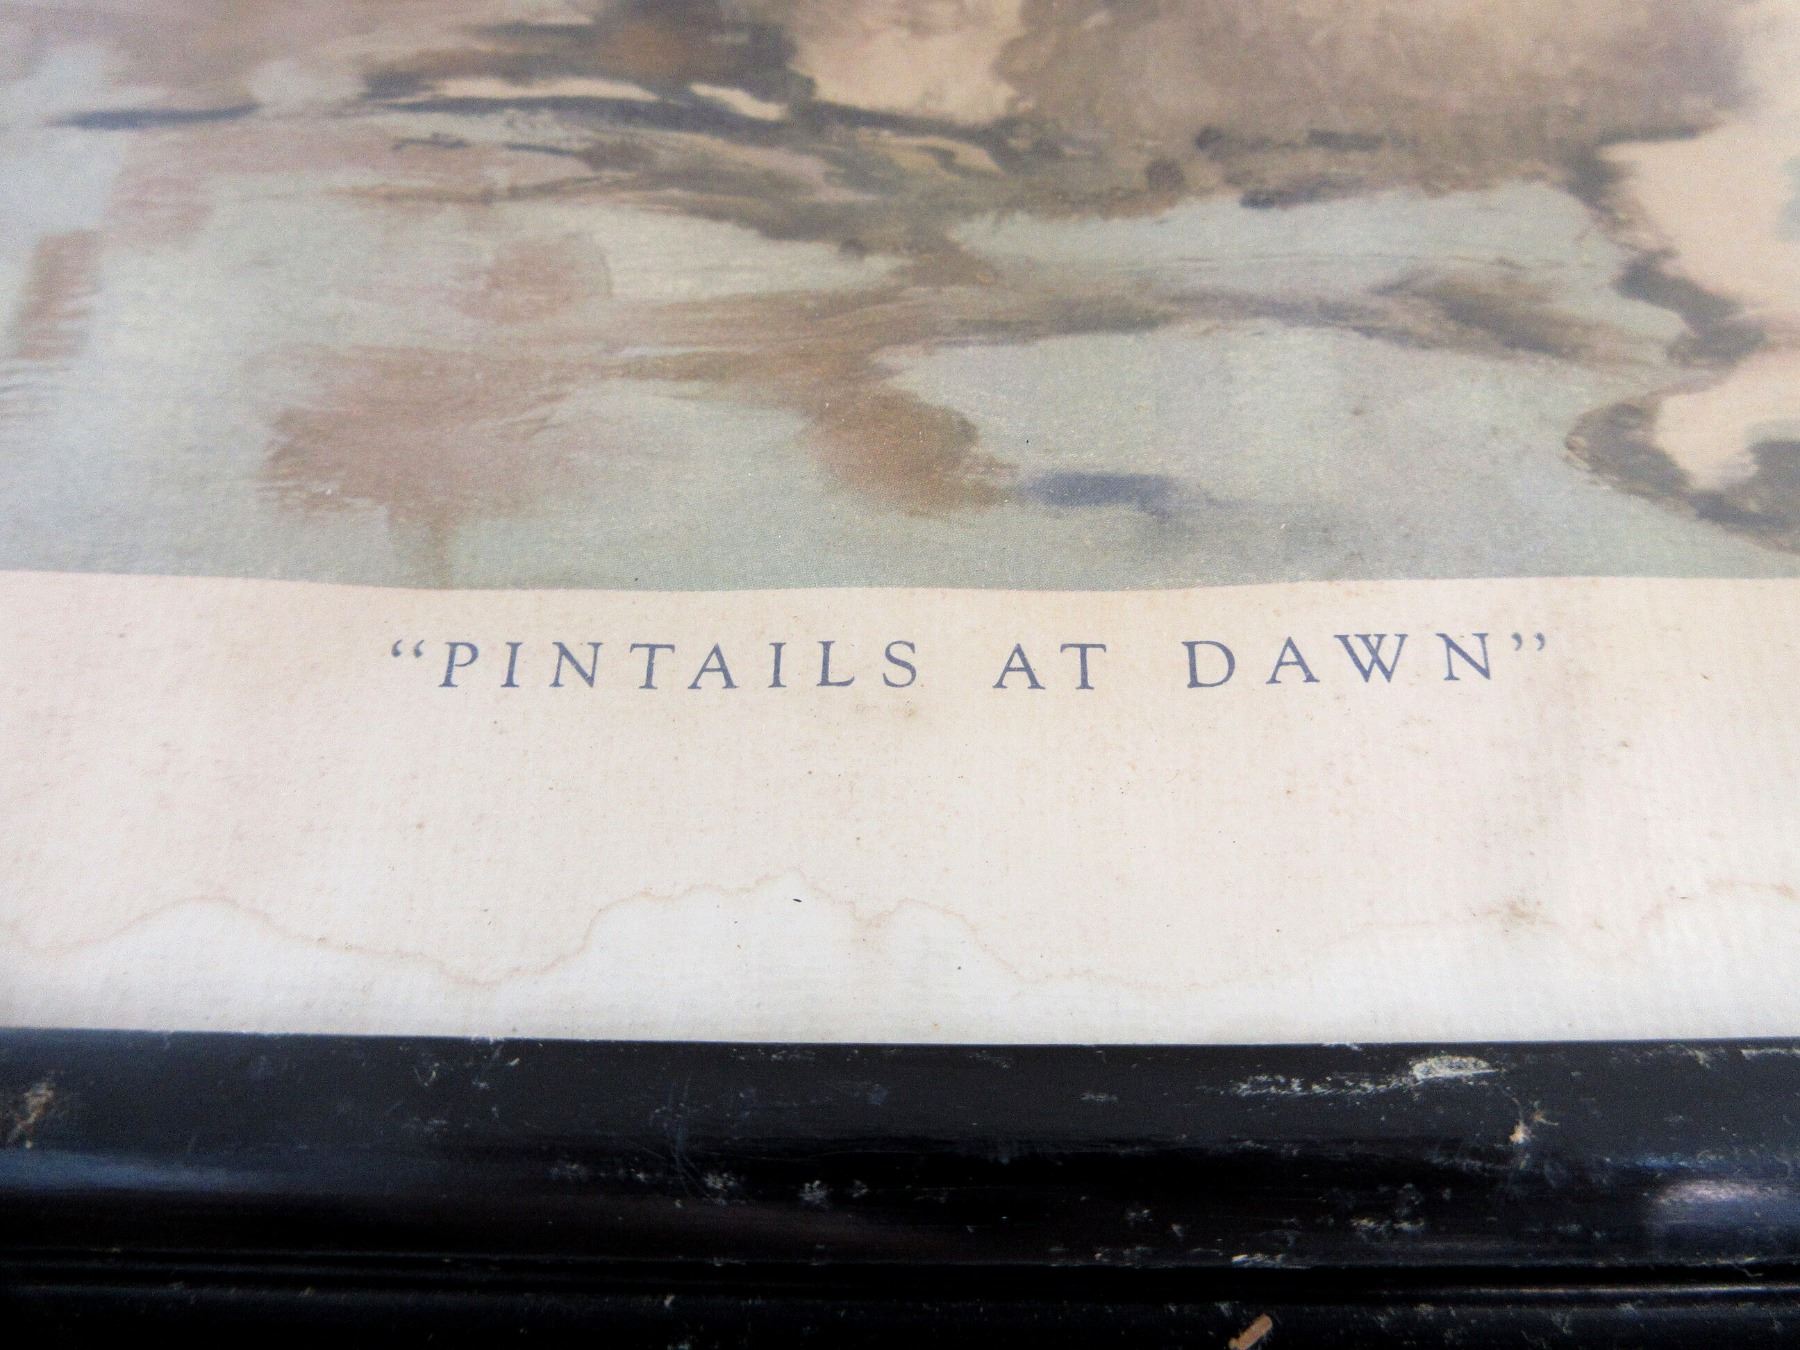 “PINTAILS AT DAWN”